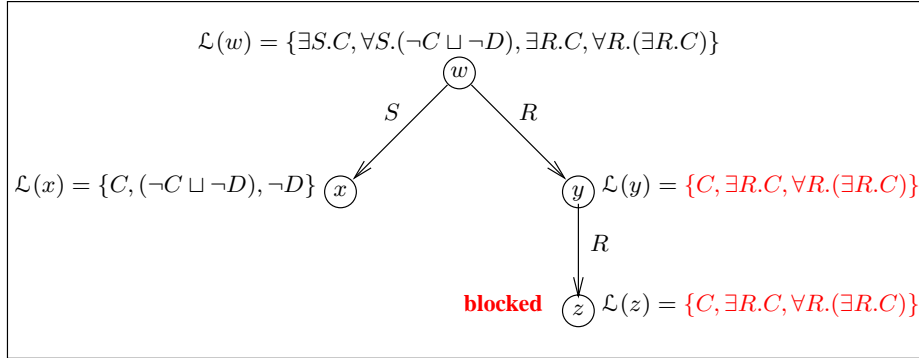 ℒ(w) = {∃S.C, ∀S.(¬C ⊔ ¬D), ∃R.C, ∀R.(∃R.C)}
w
S R
ℒ(x) = {C, (¬C ⊔ ¬D), ¬D} x y ℒ(y) = {C, ∃R.C, ∀R.(∃R.C)}
R
blocked z ℒ(z) = {C, ∃R.C, ∀R.(∃R.C)}